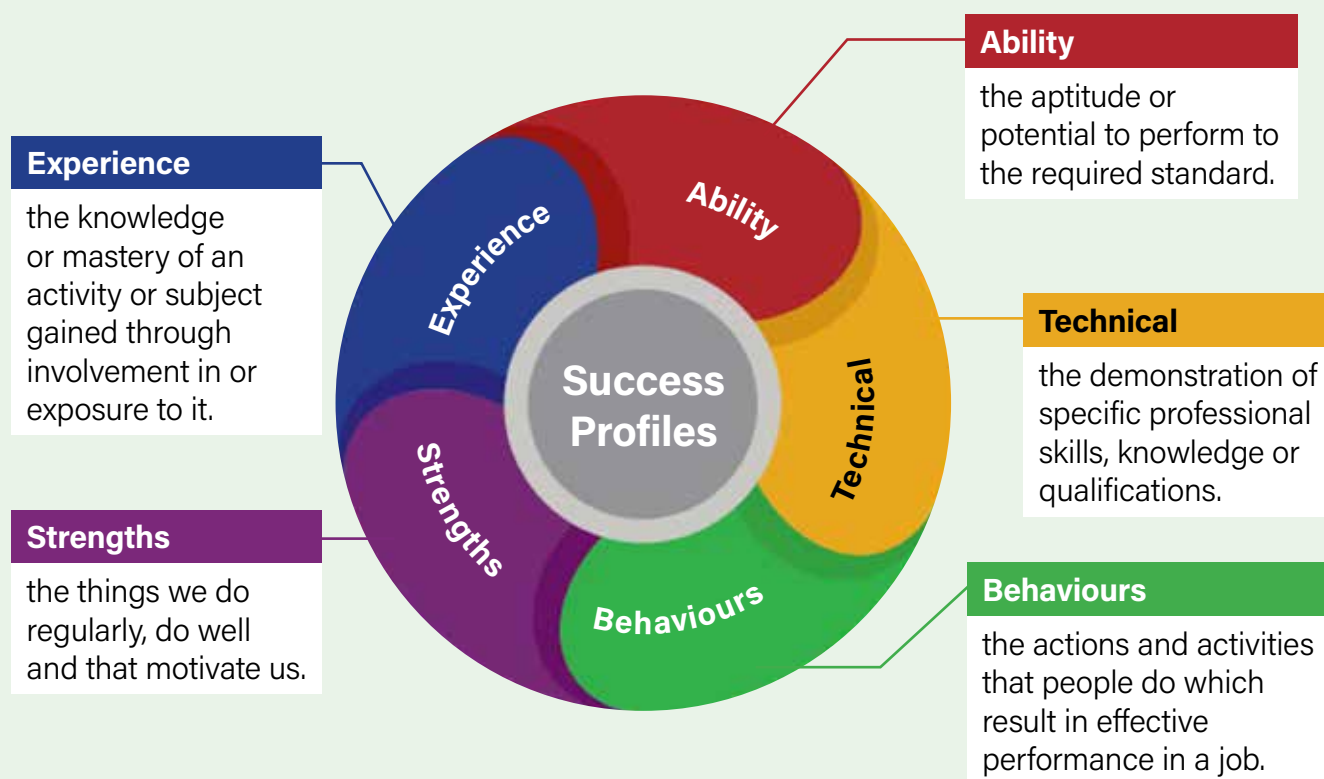 Ability
the aptitude or
potential to perform to
the required standard.
Experience
the knowledge
or mastery of an
activity or subject
gained through
involvement in or
exposure to it.
Technical
the demonstration of
specific professional
skills, knowledge or
qualifications.
Strengths
the things we do
regularly, do well
and that motivate us.
Behaviours
the actions and activities
that people do which
result in effective
performance in a job.
Success
Profiles
Ability
Technical
Behaviours
Strengths
Experience